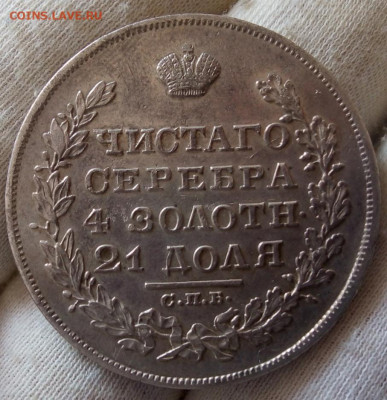 COINS.LAVE.RU
ЧИСТАГО
СЕРЕБРА
4 ЗОЛОТН.
21 ДОЛЯ
С.П.Б.